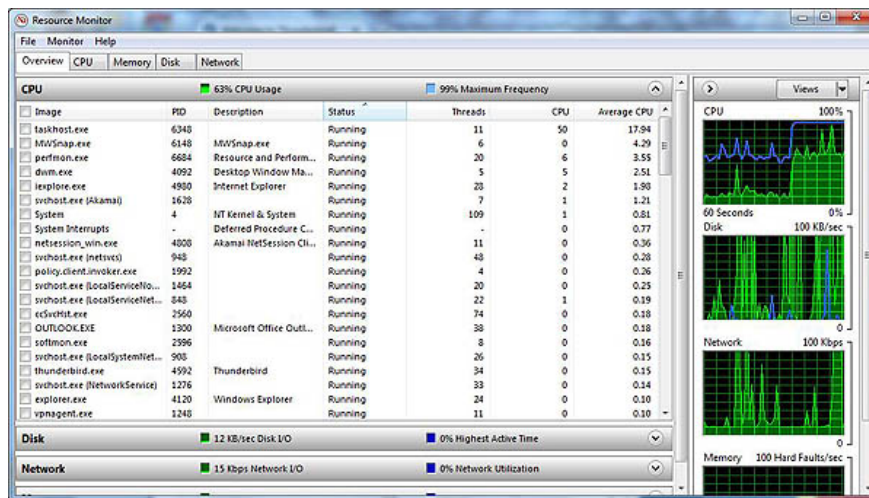 Resource Monitor
File Monitor Help
Overview CPU Memory Disk Network
CPU 63% CPU Usage 99% Maximum Frequency
Image PID Description Status Threads CPU Average CPU
taskhost.exe 6348 Running 11 50 17.94
MWSnap.exe 6148 MWSnap.exe Running 6 0 4.29
perfmon.exe 6684 Resource and Perform... Running 20 6 3.55
dwm.exe 4092 Desktop Window Ma... Running 5 5 2.51
iexplore.exe 4980 Internet Explorer Running 28 2 1.98
svchost.exe (Akamai) 1628 Running 7 1 1.21
System 4 NT Kernel & System Running 109 1 0.81
System Interrupts - Deferred Procedure C... Running - 0 0.77
netsession_win.exe 4808 Akamai NetSession Cli... Running 11 0 0.36
svchost.exe (netsvcs) 948 Running 48 0 0.28
policy.client.invoker.exe 1992 Running 4 0 0.26
svchost.exe (LocalServiceNo... 1464 Running 20 0 0.25
svchost.exe (LocalServiceNet... 848 Running 22 1 0.19
ccSvcHst.exe 2560 Running 74 0 0.18
OUTLOOK.EXE 1300 Microsoft Office Outl... Running 38 0 0.18
softmon.exe 2596 Running 8 0 0.16
svchost.exe (LocalSystemNet... 908 Running 26 0 0.15
thunderbird.exe 4592 Thunderbird Running 34 0 0.15
svchost.exe (NetworkService) 1276 Running 33 0 0.14
explorer.exe 4120 Windows Explorer Running 24 0 0.10
vpnagent.exe 1248 Running 11 0 0.10
Disk 12 KB/sec Disk I/O 0% Highest Active Time
Network 15 Kbps Network I/O 0% Network Utilization
Views
CPU 100%
60 Seconds 0%
Disk 100 KB/sec
0
Network 100 Kbps
0
Memory 100 Hard Faults/sec